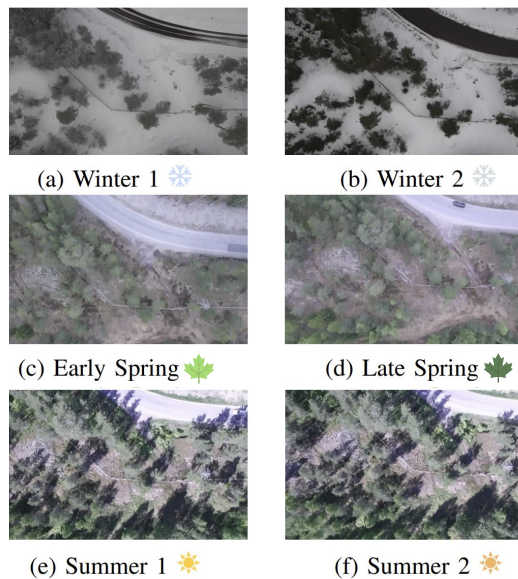 (a) Winter 1
(b) Winter 2
(c) Early Spring
(d) Late Spring
(e) Summer 1
(f) Summer 2